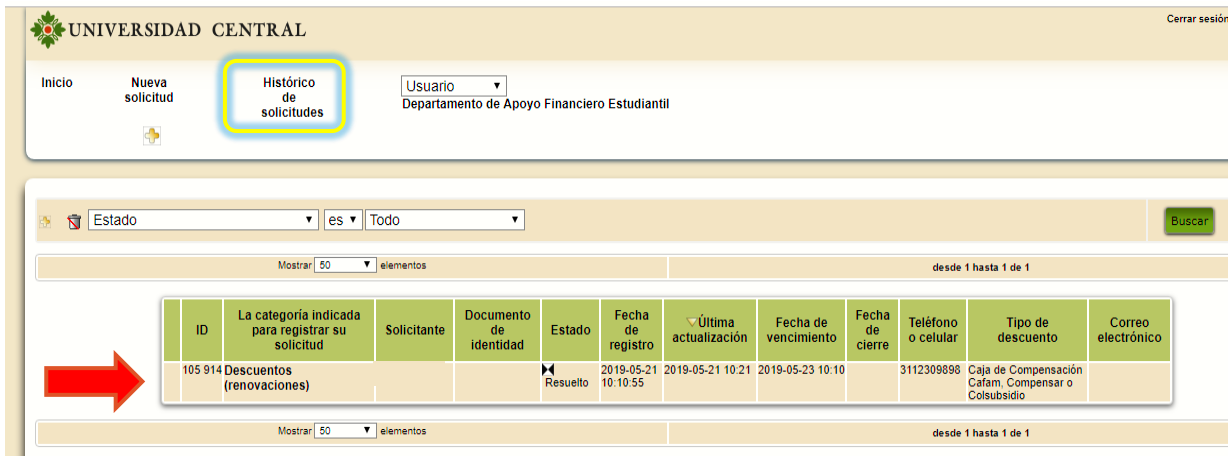 UNIVERSIDAD CENTRAL
Cerrar sesión
Inicio
Nueva
solicitud
Histórico
de
solicitudes
Usuario
Departamento de Apoyo Financiero Estudiantil
Estado es Todo Buscar
Mostrar 50 elementos desde 1 hasta 1 de 1
ID
La categoría indicada
para registrar su
solicitud
Solicitante
Documento
de
identidad
Estado
Fecha
de
registro
Última
actualización
Fecha de
vencimiento
Fecha
de
cierre
Teléfono
o celular
Tipo de
descuento
Correo
electrónico
105 914
Descuentos
(renovaciones)
Resuelto
2019-05-21
10:10:55
2019-05-21 10:21
2019-05-23 10:10
3112309898
Caja de Compensación
Cafam, Compensar o
Colsubsidio
Mostrar 50 elementos desde 1 hasta 1 de 1